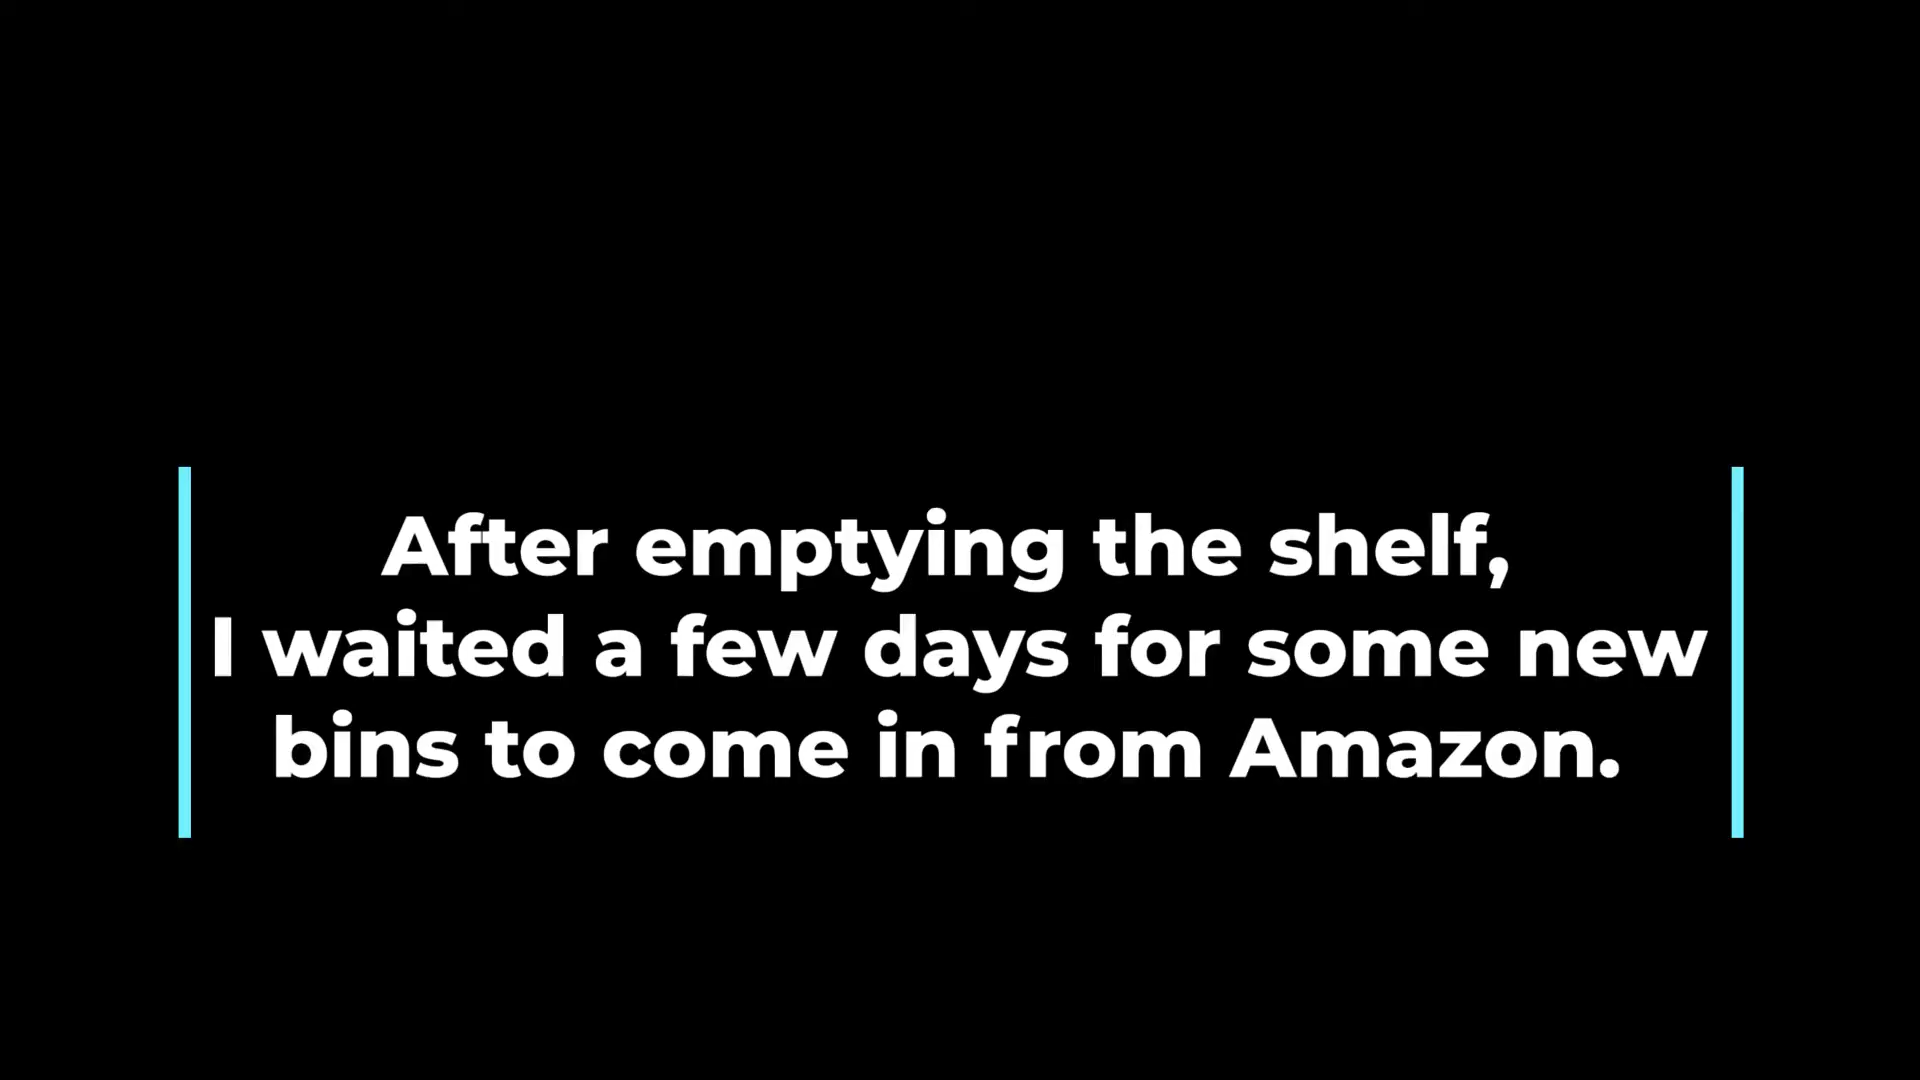 After emptying the shelf,
I waited a few days for some new
bins to come in from Amazon.